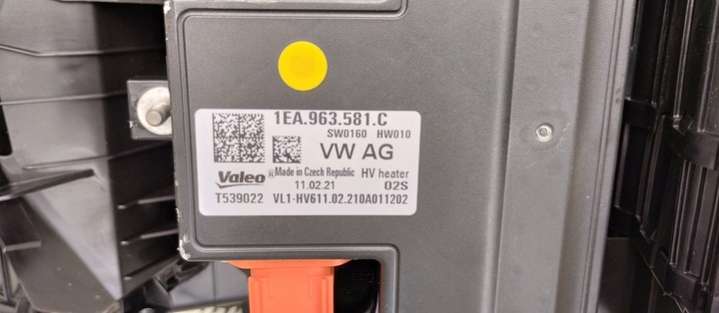 1EA.963.581.C
SW0160 HW010
VW AG
Valeo Made in Czech Republic HV heater
11.02.21 02S
T539022 VL1-HV611.02.210A011202